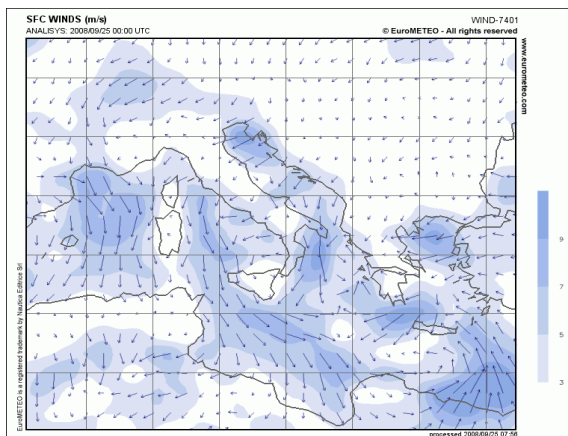 SFC WINDS (m/s)
WIND-7401
ANALISYS: 2008/09/25 00:00 UTC
© EuroMETEO - All rights reserved
www.eurometeo.com
9
7
5
3
EuroMETEO is a registered trademark by Nautica Editrice Srl
processed 2008/09/25 07:56